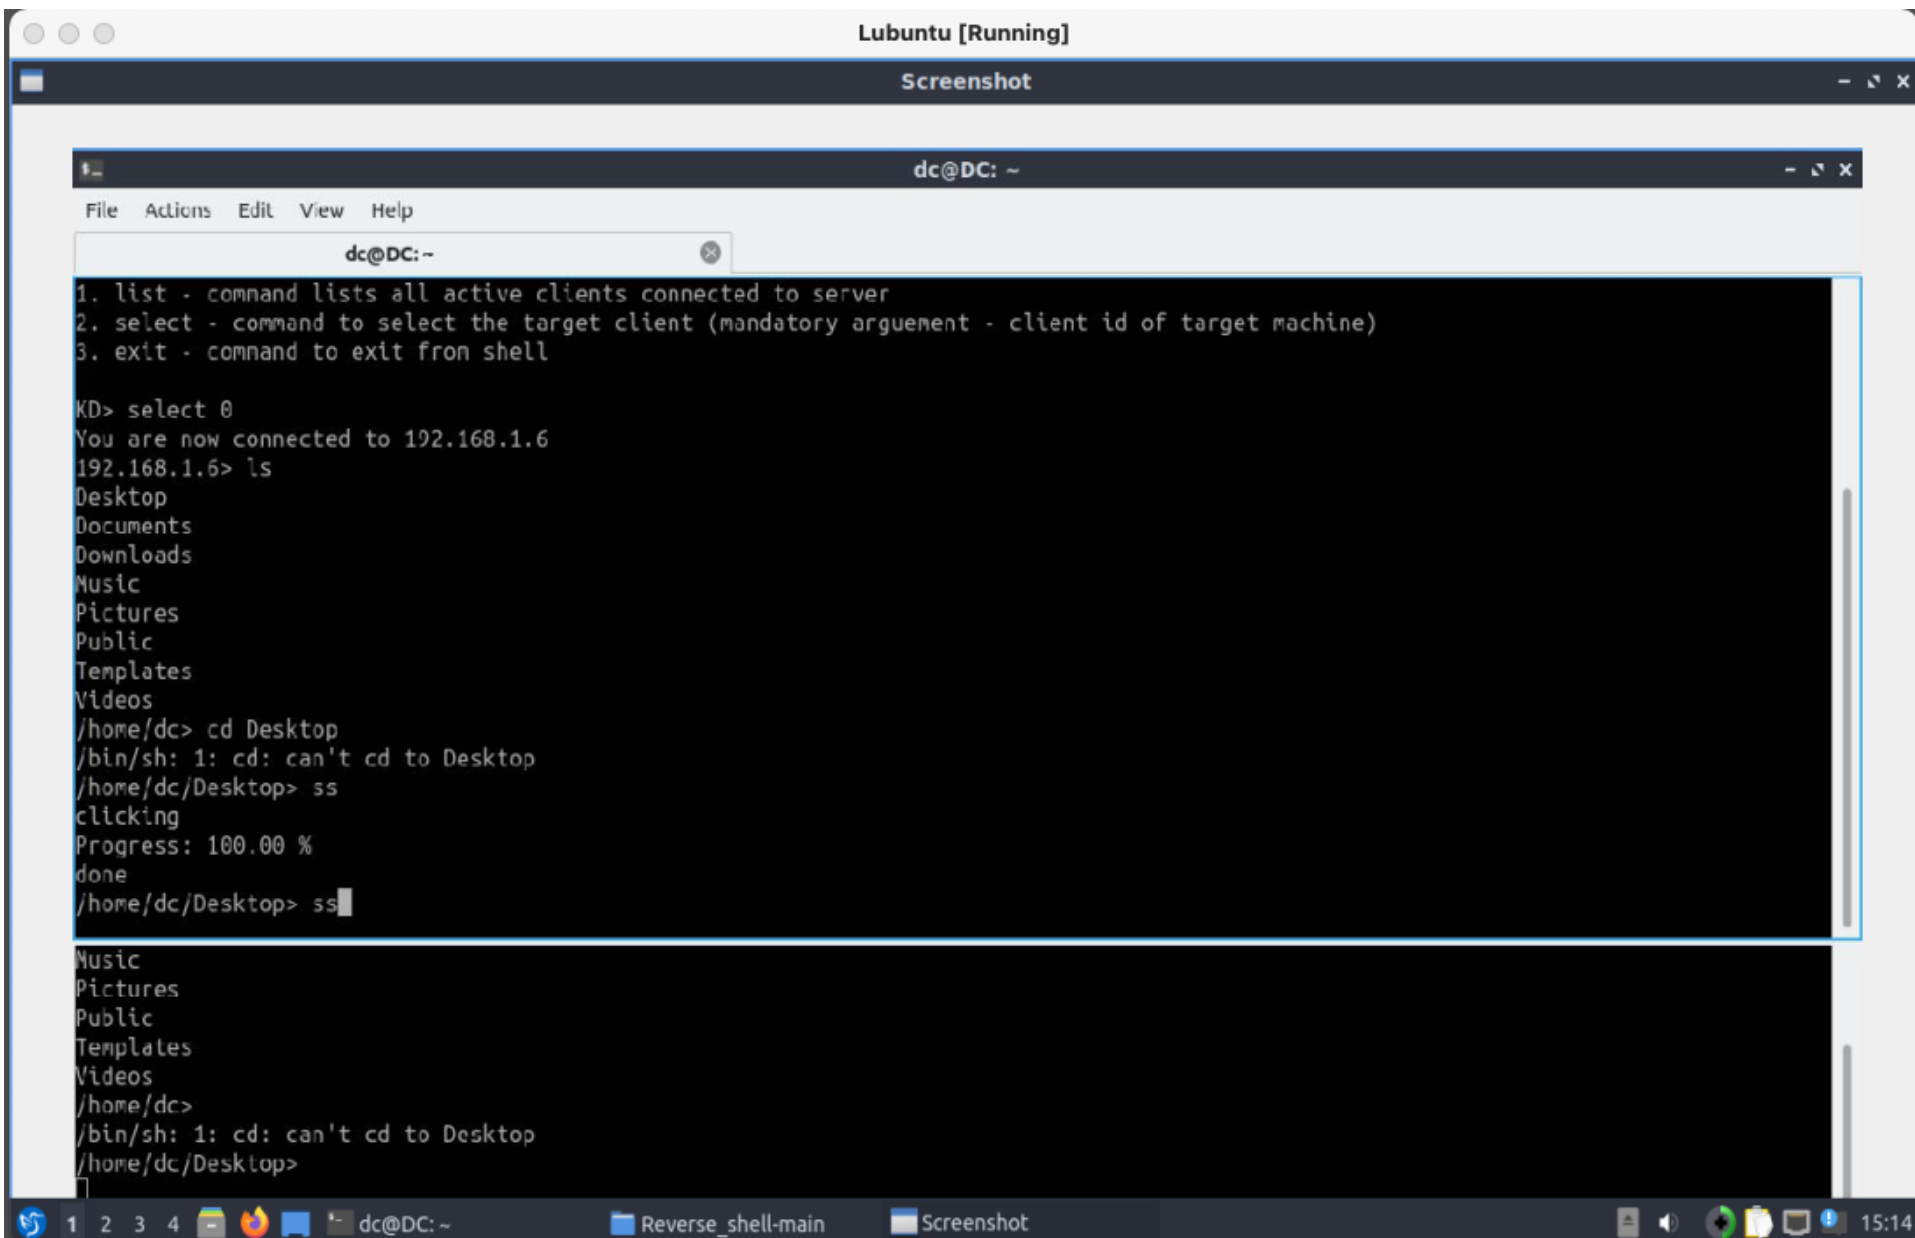 Lubuntu [Running]
Screenshot
dc@DC: ~
File Actions Edit View Help
dc@DC: ~
1. list - command lists all active clients connected to server
2. select - command to select the target client (mandatory arguement - client id of target machine)
3. exit - command to exit from shell
KD> select 0
You are now connected to 192.168.1.6
192.168.1.6> ls
Desktop
Documents
Downloads
Music
Pictures
Public
Templates
Videos
/home/dc> cd Desktop
/bin/sh: 1: cd: can't cd to Desktop
/home/dc/Desktop> ss
clicking
Progress: 100.00 %
done
/home/dc/Desktop> ss
Music
Pictures
Public
Templates
Videos
/home/dc>
/bin/sh: 1: cd: can't cd to Desktop
/home/dc/Desktop>
1 2 3 4 dc@DC: ~ Reverse_shell-main Screenshot 15:14